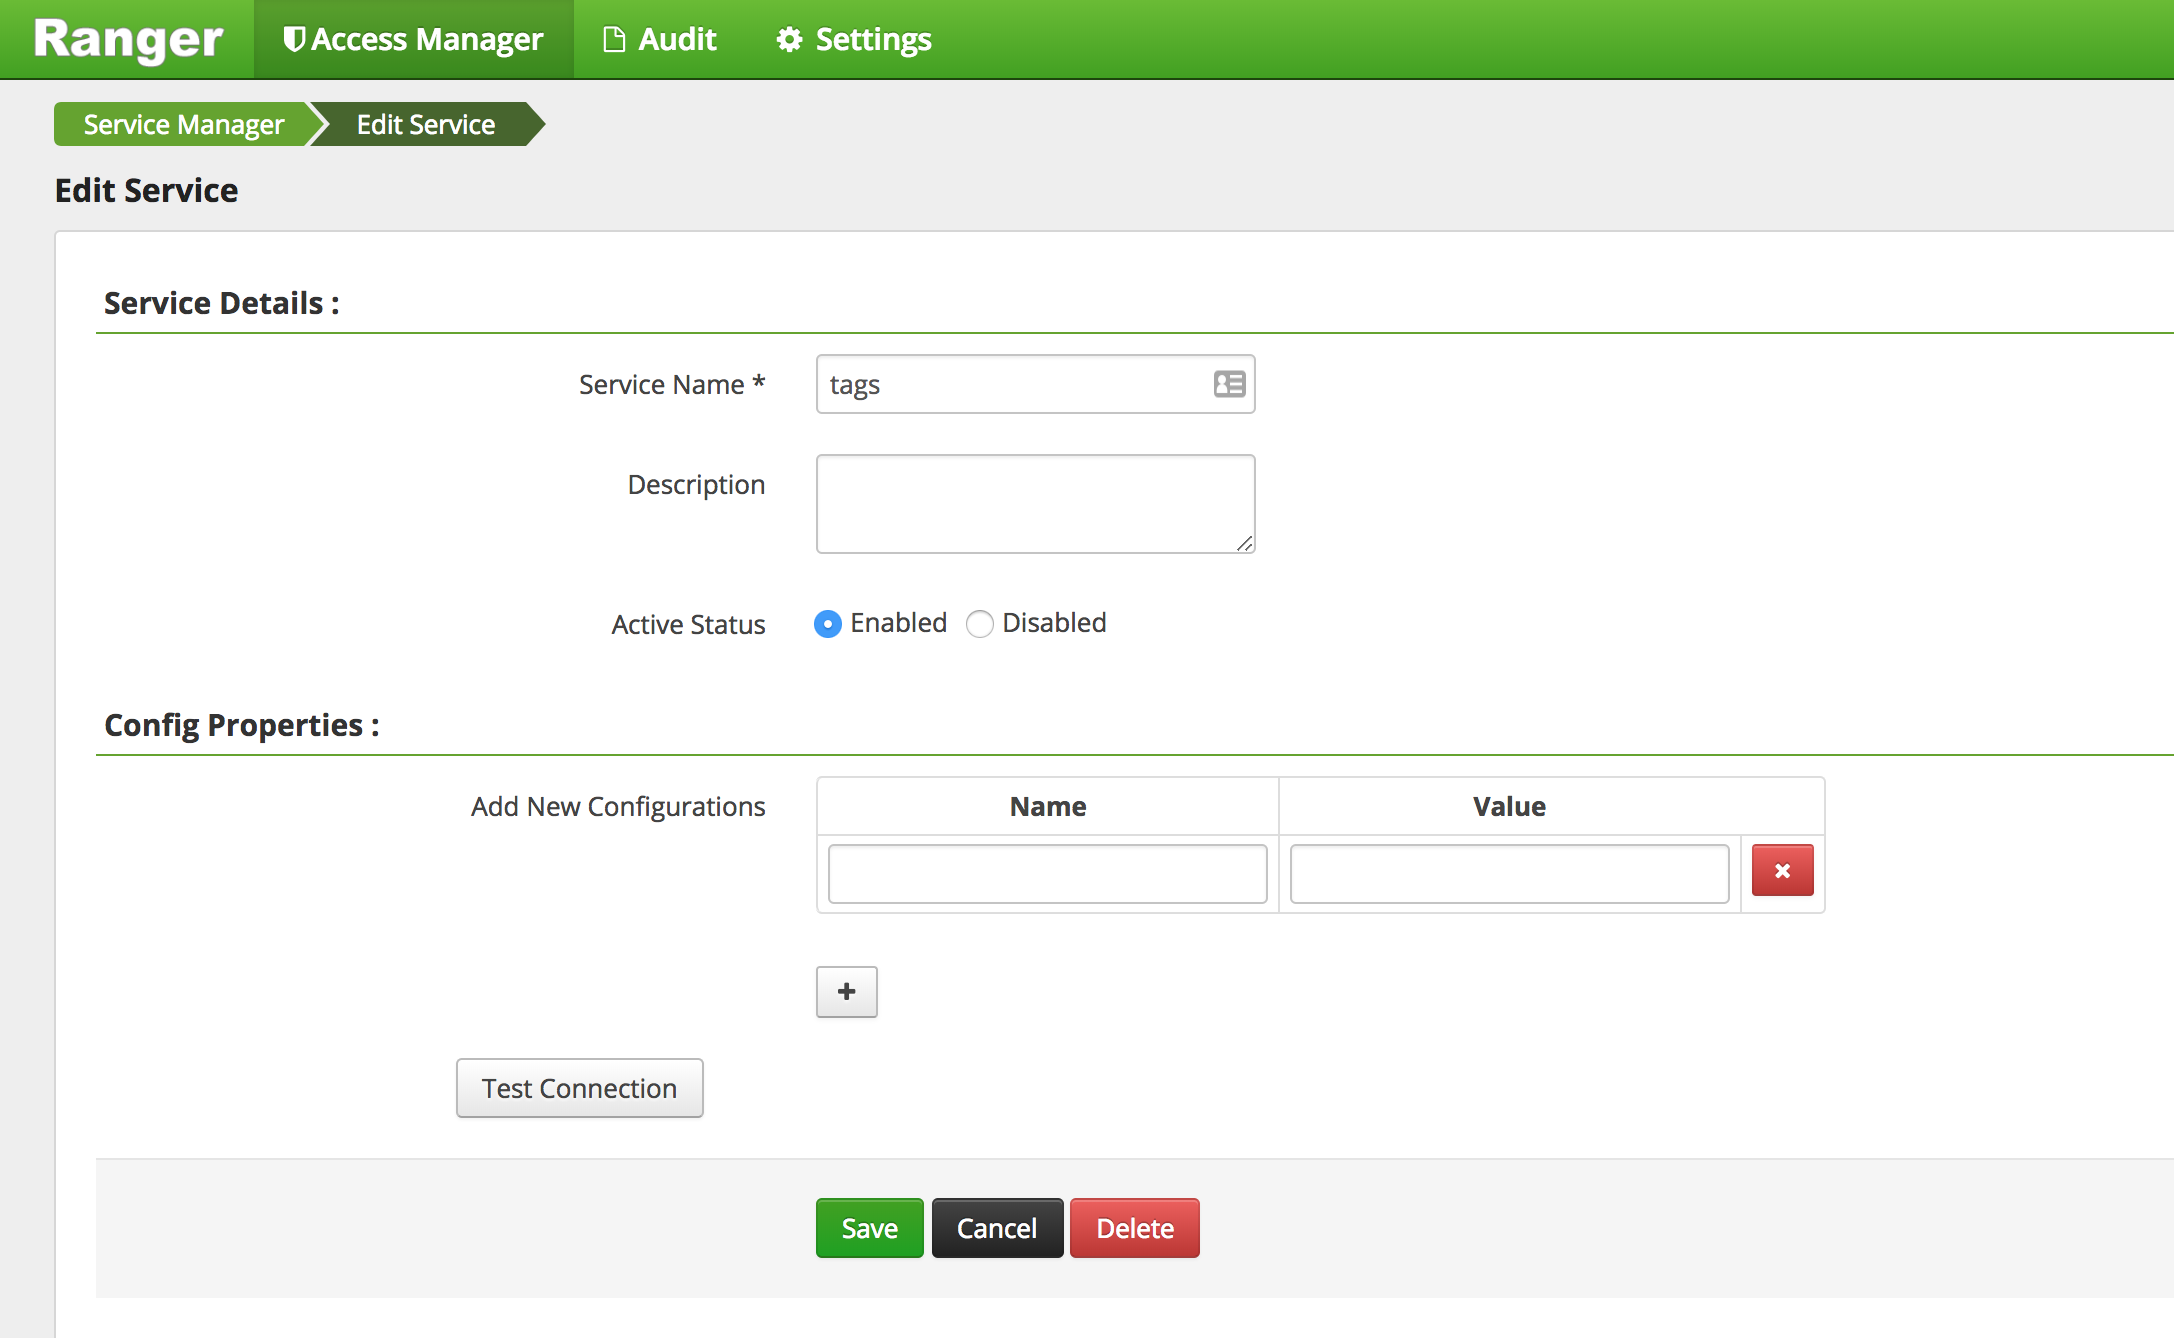 Ranger Access Manager Audit Settings
Service Manager Edit Service
Edit Service
Service Details :
Service Name * tags
Description
Active Status Enabled Disabled
Config Properties :
Add New Configurations Name Value
Test Connection
Save Cancel Delete